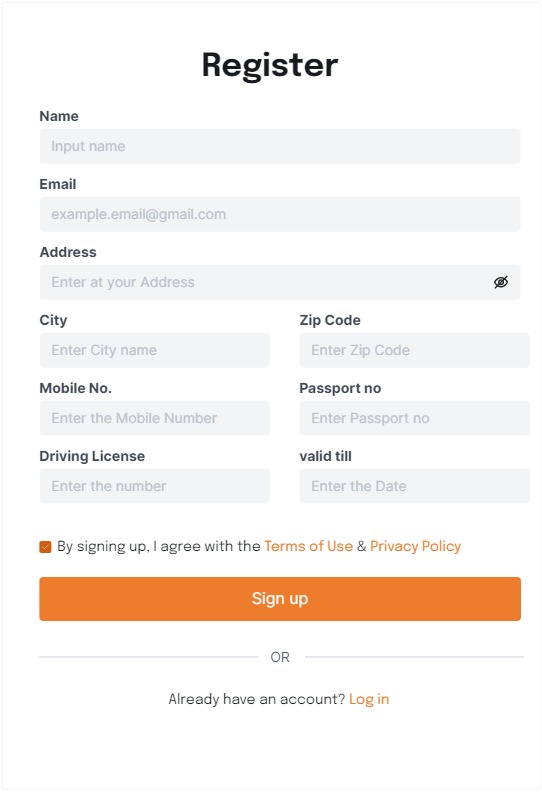 Register
Name
Input name
Email
example.email@gmail.com
Address
Enter at your Address
City Zip Code
Enter City name Enter Zip Code
Mobile No. Passport no
Enter the Mobile Number Enter Passport no
Driving License valid till
Enter the number Enter the Date
By signing up, I agree with the Terms of Use & Privacy Policy
Sign up
OR
Already have an account? Log in